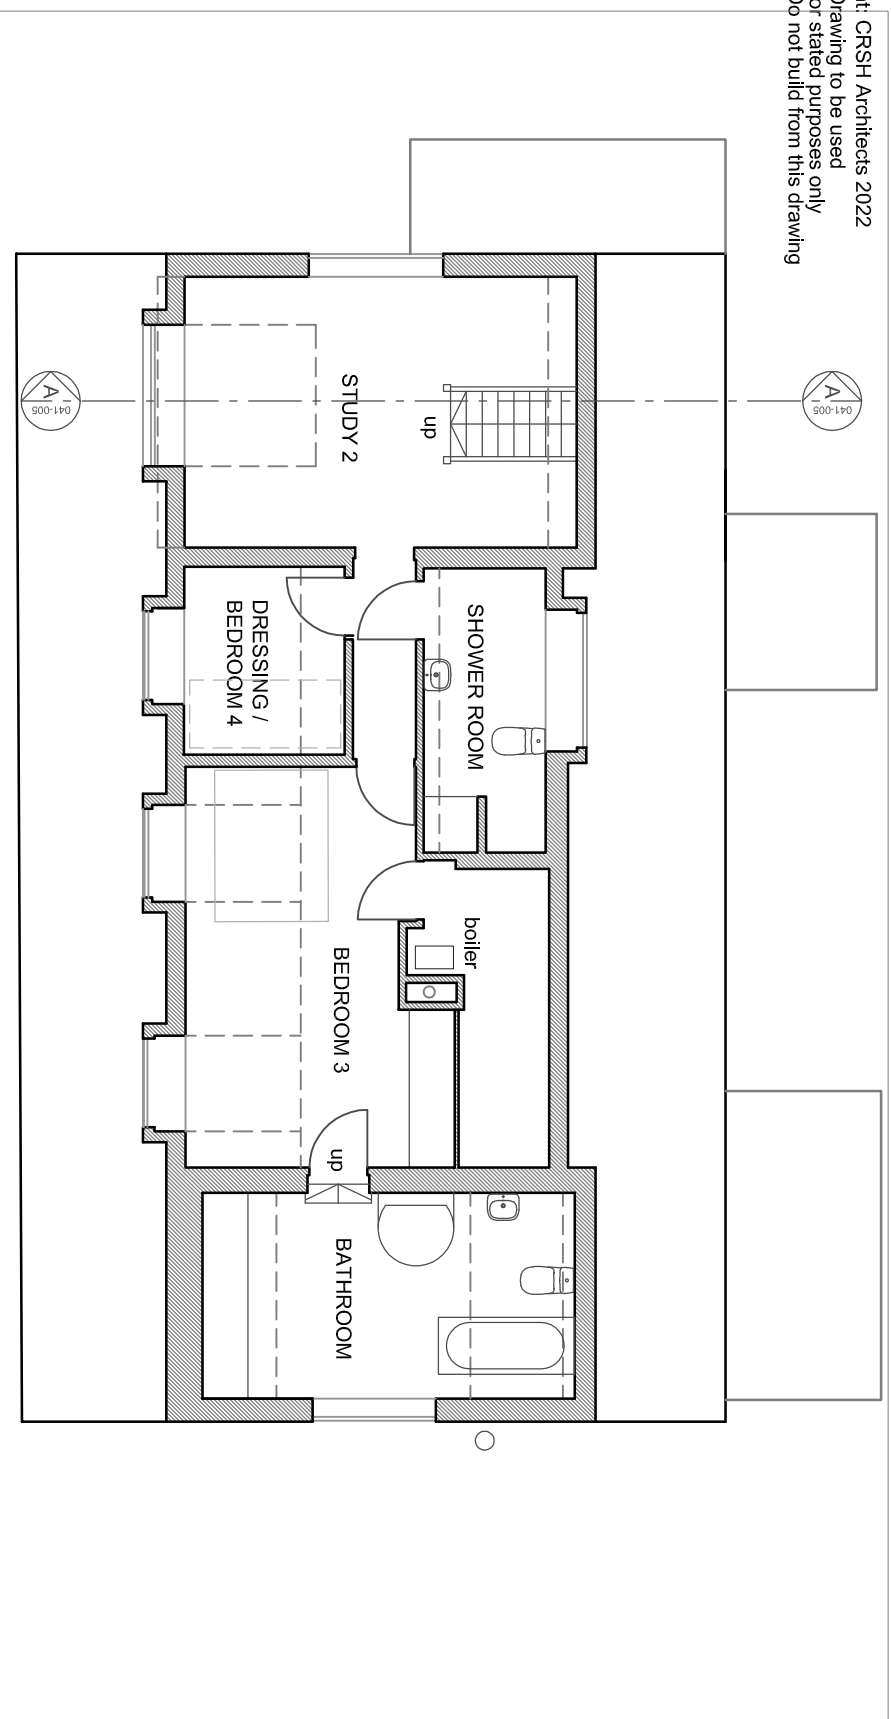 t: CRSH Architects 2022
Drawing to be used
or stated purposes only
Do not build from this drawing
A
041-005
A
041-005
STUDY 2
up
SHOWER ROOM
DRESSING /
BEDROOM 4
boiler
BEDROOM 3
up
BATHROOM